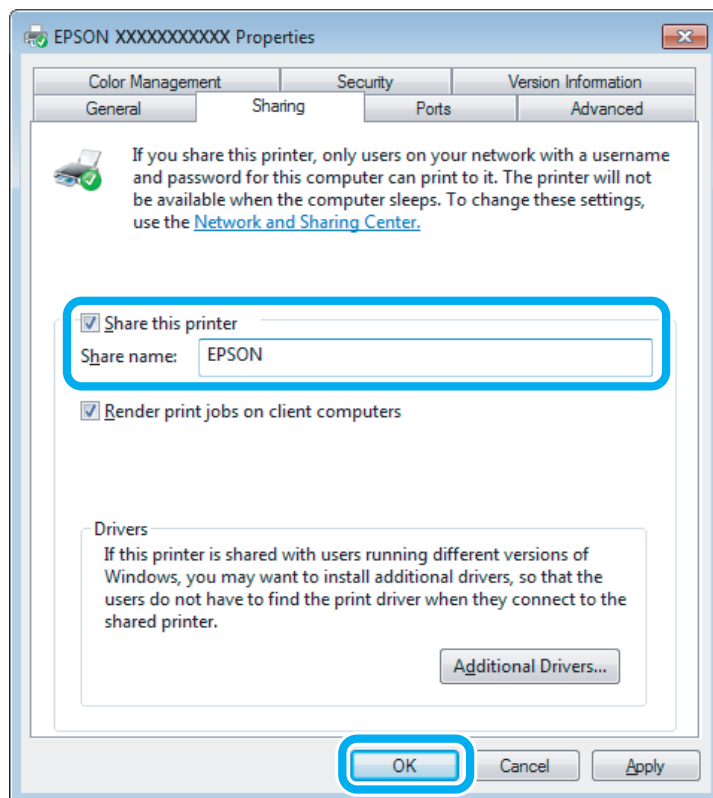 EPSON XXXXXXXXXXX Properties
Color Management Security Version Information
General Sharing Ports Advanced
If you share this printer, only users on your network with a username
and password for this computer can print to it. The printer will not
be available when the computer sleeps. To change these settings,
use the Network and Sharing Center.
Share this printer
Share name: EPSON
Render print jobs on client computers
Drivers
If this printer is shared with users running different versions of
Windows, you may want to install additional drivers, so that the
users do not have to find the print driver when they connect to the
shared printer.
Additional Drivers...
OK Cancel Apply